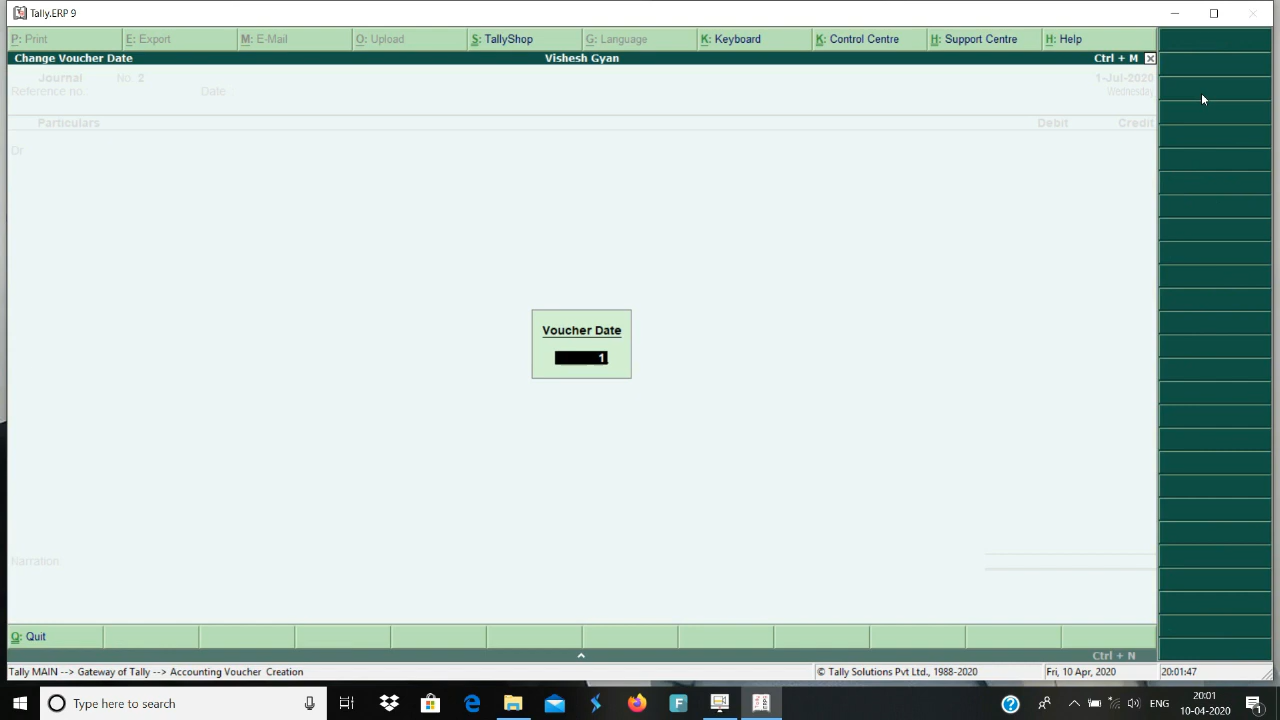 Tally.ERP 9
P: Print E: Export M: E-Mail O: Upload S: TallyShop G: Language K: Keyboard K: Control Centre H: Support Centre H: Help
Change Voucher Date Vishesh Gyan Ctrl + M
Journal No. 2 1-Jul-2020
Reference no.: Date Wednesday
Particulars Debit Credit
Dr
Voucher Date
1
Narration
Q: Quit
Ctrl + N
Tally MAIN --> Gateway of Tally --> Accounting Voucher Creation © Tally Solutions Pvt Ltd., 1988-2020 Fri, 10 Apr, 2020 20:01:47
Type here to search ENG 20:01
10-04-2020